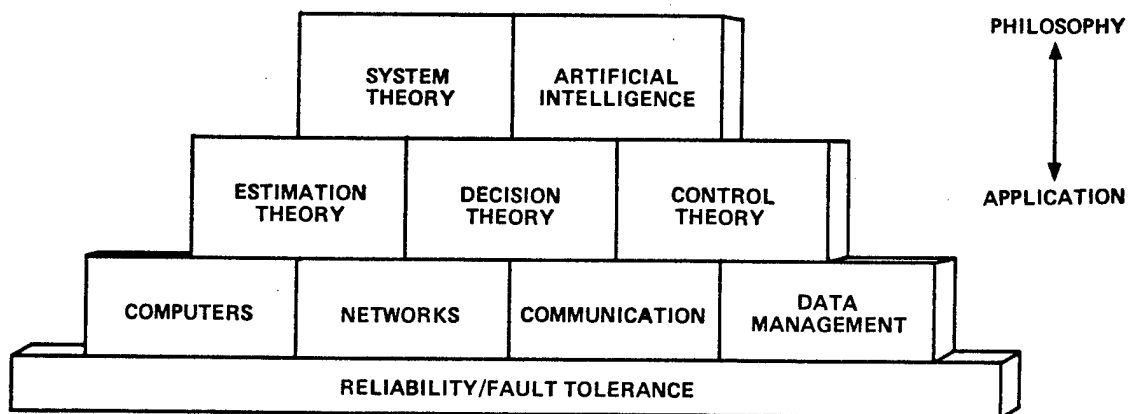 PHILOSOPHY
SYSTEM
THEORY
ARTIFICIAL
INTELLIGENCE
ESTIMATION
THEORY
DECISION
THEORY
CONTROL
THEORY
APPLICATION
COMPUTERS
NETWORKS
COMMUNICATION
DATA
MANAGEMENT
RELIABILITY/FAULT TOLERANCE